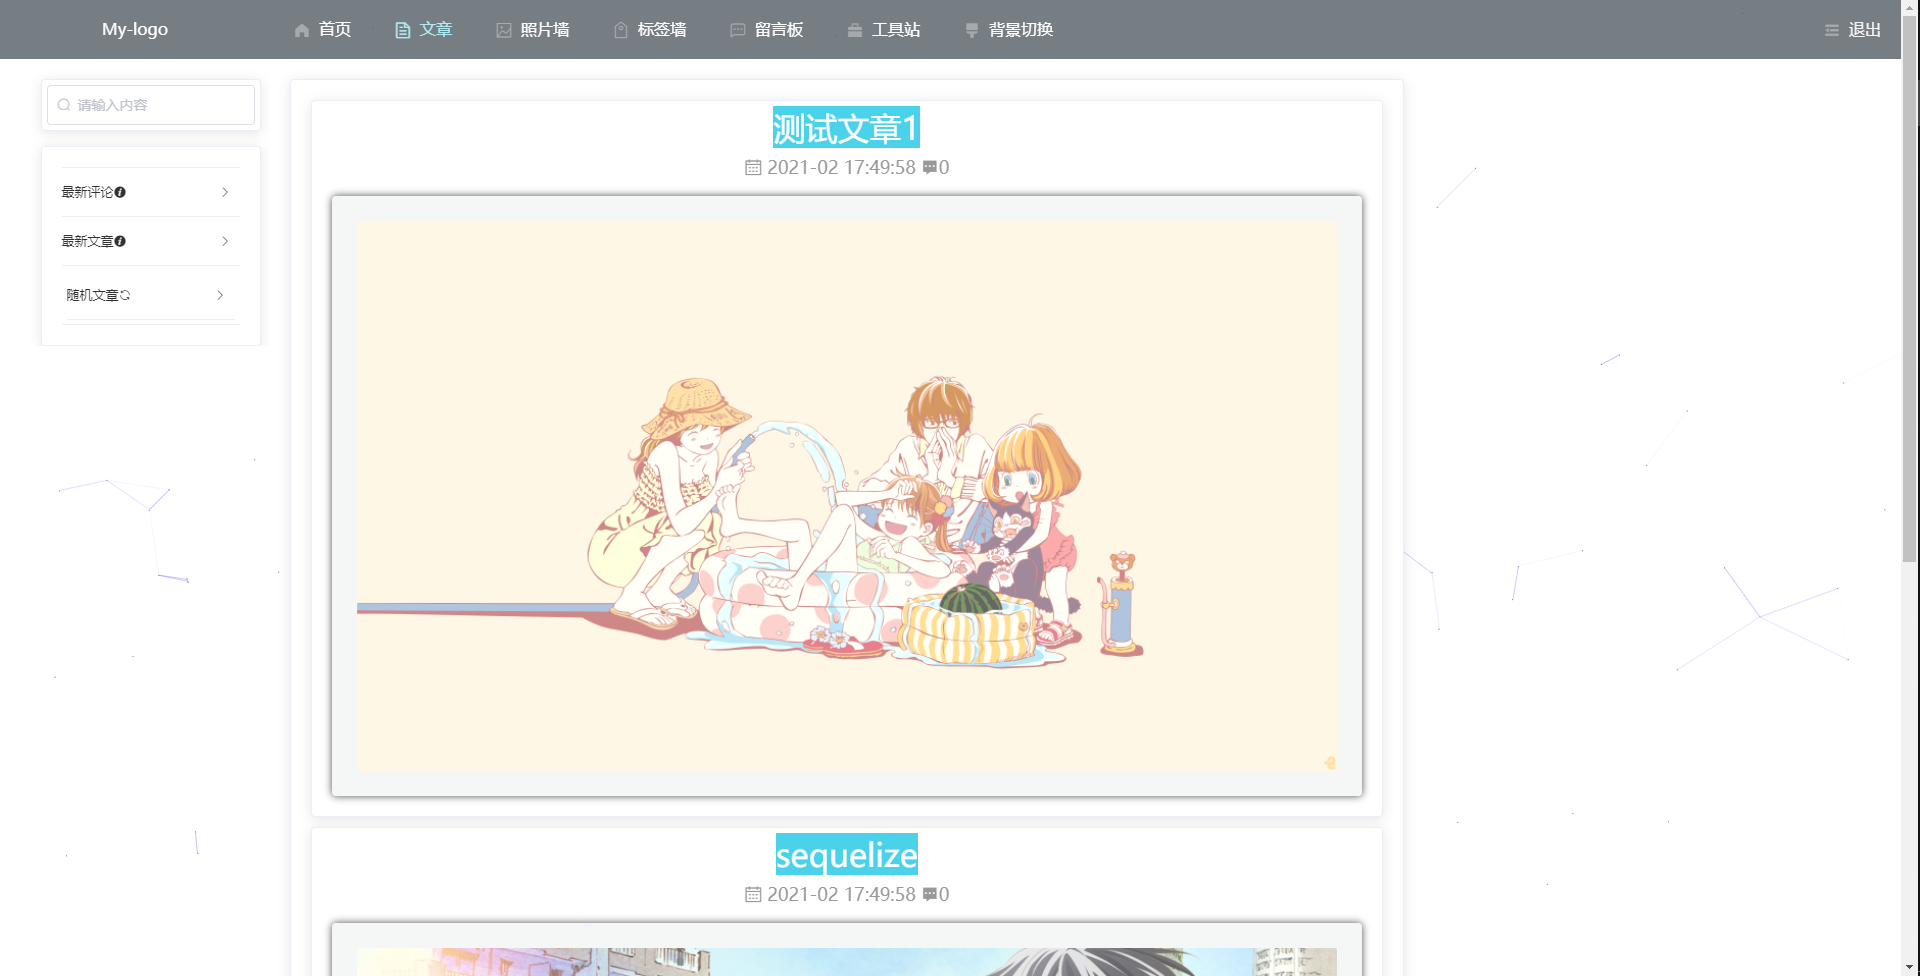 My-logo
首页
文章
照片墙
标签墙
留言板
工具站
背景切换
退出
请输入内容
最新评论
最新文章
随机文章
测试文章1
2021-02 17:49:58 0
sequelize
2021-02 17:49:58 0